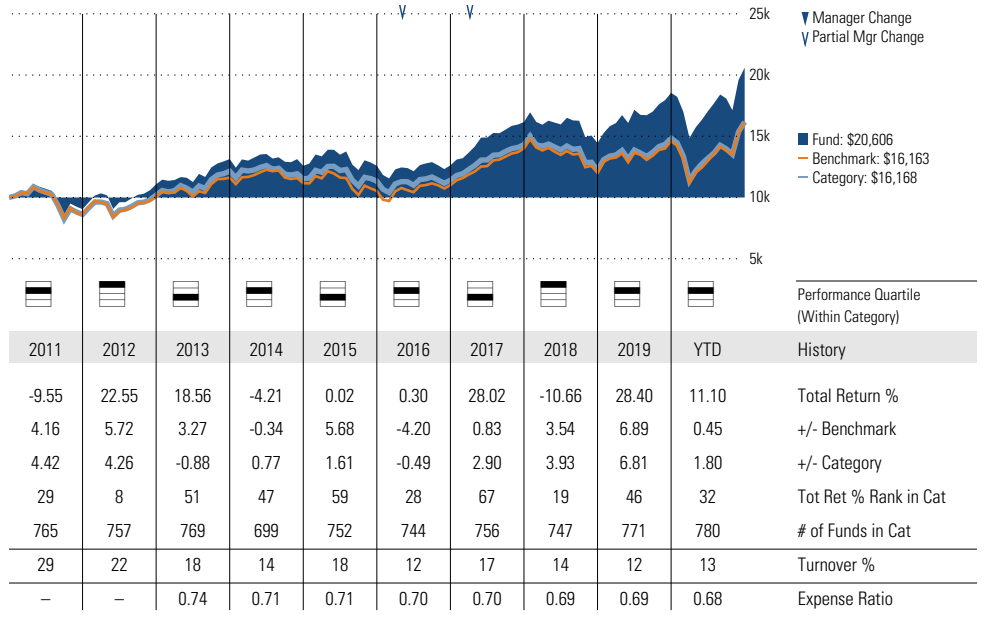 25k
Manager Change
Partial Mgr Change
20k
15k
Fund: $20,606
Benchmark: $16,163
Category: $16,168
10k
5k
Performance Quartile
(Within Category)
2011 2012 2013 2014 2015 2016 2017 2018 2019 YTD History
-9.55 22.55 18.56 -4.21 0.02 0.30 28.02 -10.66 28.40 11.10 Total Return %
4.16 5.72 3.27 -0.34 5.68 -4.20 0.83 3.54 6.89 0.45 +/- Benchmark
4.42 4.26 -0.88 0.77 1.61 -0.49 2.90 3.93 6.81 1.80 +/- Category
29 8 51 47 59 28 67 19 46 32 Tot Ret % Rank in Cat
765 757 769 699 752 744 756 747 771 780 # of Funds in Cat
29 22 18 14 18 12 17 14 12 13 Turnover %
– – 0.74 0.71 0.71 0.70 0.70 0.69 0.69 0.68 Expense Ratio